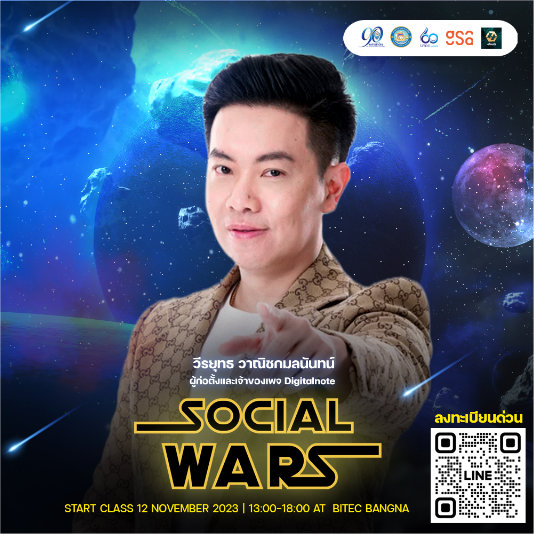 90
60
gsa
วีรยุทธ วาณิชกมลนันทน์
ผู้ก่อตั้งและเจ้าของเพจ Digitalnote
SOCIAL
WARS
ลงทะเบียนด่วน
LINE
START CLASS 12 NOVEMBER 2023 | 13:00-18:00 AT BITEC BANGNA